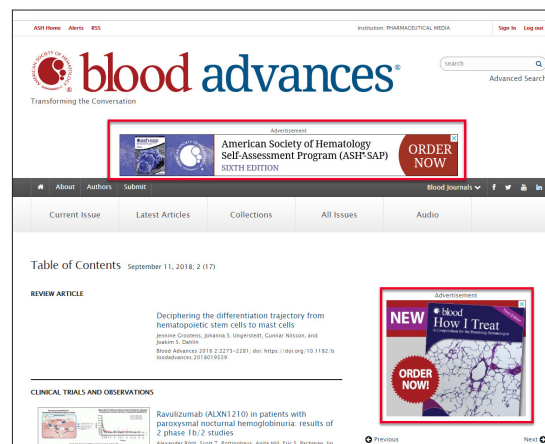 ASH Home Alerts RSS
Institution: PHARMACEUTICAL MEDIA
Sign In Log out
AMERICAN SOCIETY OF HEMATOLOGY
blood advances®
search
Advanced Search
Transforming the Conversation
Advertisement
American Society of Hematology
Self-Assessment Program (ASH®-SAP)
SIXTH EDITION
ORDER
NOW
About Authors Submit
Blood Journals
Current Issue Latest Articles Collections All Issues Audio
Table of Contents September 11, 2018; 2 (17)
REVIEW ARTICLE
Deciphering the differentiation trajectory from
hematopoietic stem cells to mast cells
Jennine Grootens, Johanna S. Ungerstedt, Gunnar Nilsson, and
Joakim S. Dahlin
Blood Advances 2018 2:2273-2281, doi: https://doi.org/10.1182/b
loodadvances.2018019539
Advertisement
NEW
blood
How I Treat
ORDER
NOW!
CLINICAL TRIALS AND OBSERVATIONS
Ravulizumab (ALXN1210) in patients with
paroxysmal nocturnal hemoglobinuria: results of
2 phase 1b/2 studies
Previous Next